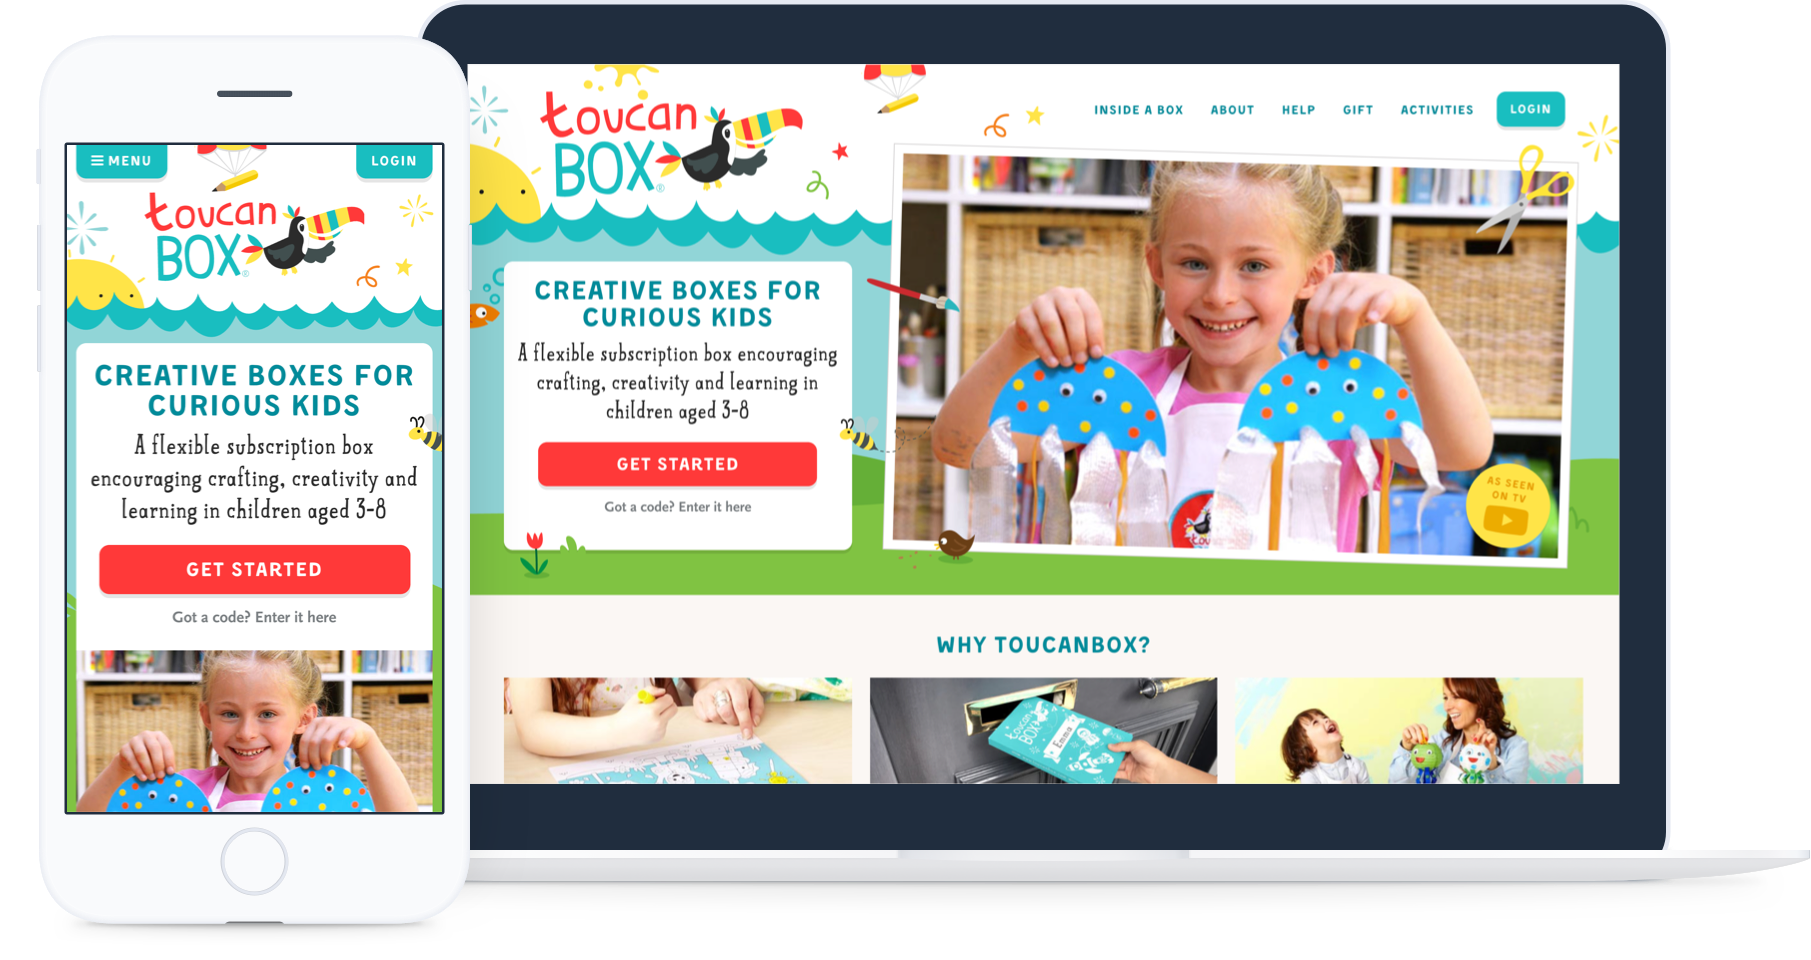 MENU
LOGIN
toucan
BOX®
CREATIVE BOXES FOR
CURIOUS KIDS
A flexible subscription box
encouraging crafting, creativity and
learning in children aged 3-8
GET STARTED
Got a code? Enter it here
toucan
BOX®
INSIDE A BOX
ABOUT
HELP
GIFT
ACTIVITIES
LOGIN
CREATIVE BOXES FOR
CURIOUS KIDS
A flexible subscription box encouraging
crafting, creativity and learning in
children aged 3-8
GET STARTED
Got a code? Enter it here
AS SEEN
ON TV
WHY TOUCANBOX?
toucan
BOX
Emma